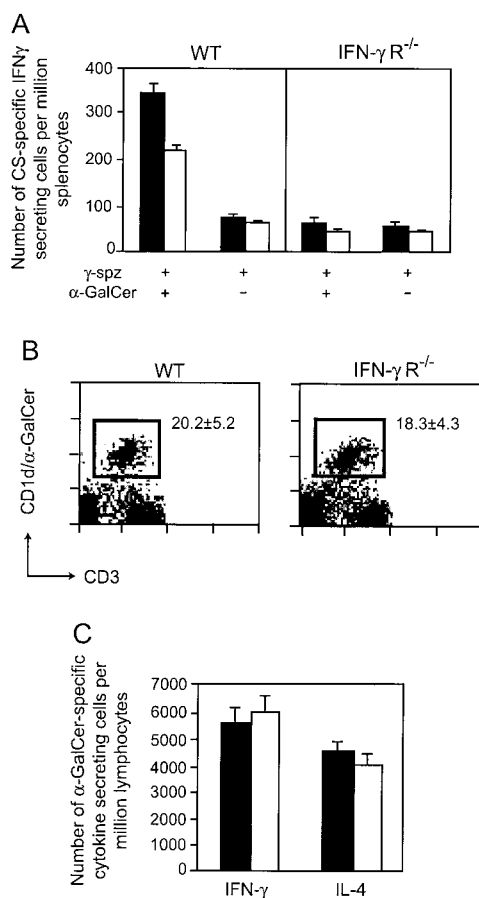 A
WT
IFN-γ R-/-
Number of CS-specific IFNγ
secreting cells per million
splenocytes
400
300
200
100
0
γ-spz + + + +
α-GalCer + - + -
B
WT
IFN-γ R-/-
20.2±5.2
18.3±4.3
CD1d/α-GalCer
CD3
C
Number of α-GalCer-specific
cytokine secreting cells per
million lymphocytes
7000
6000
5000
4000
3000
2000
1000
0
IFN-γ IL-4